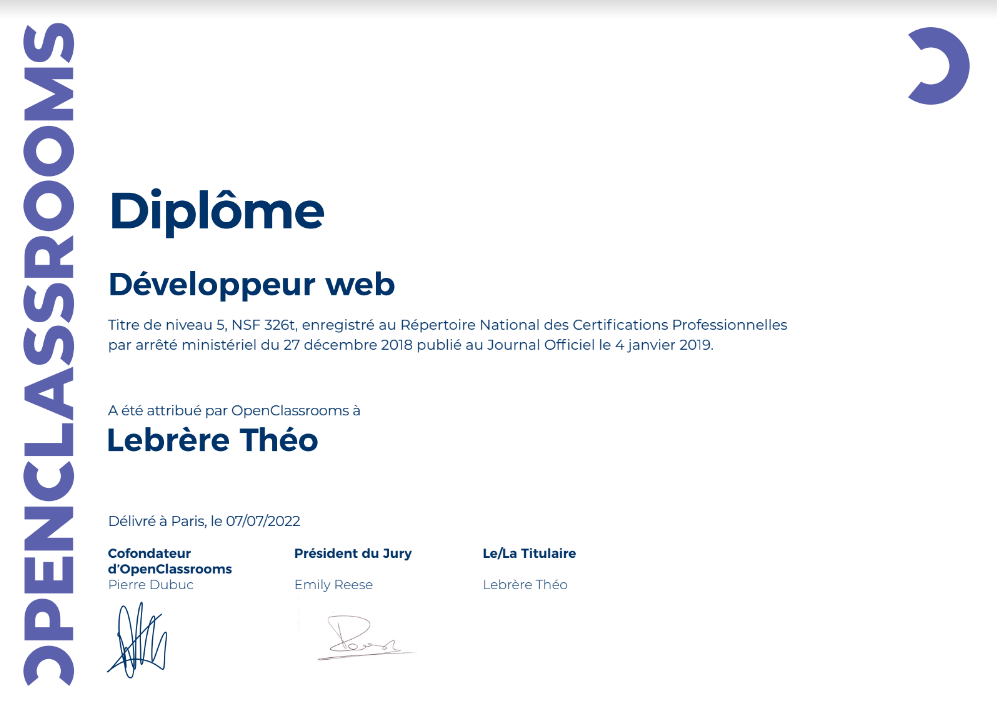 OPENCLASSROOMS
Diplôme
Développeur web
Titre de niveau 5, NSF 326t, enregistré au Répertoire National des Certifications Professionnelles
par arrêté ministériel du 27 décembre 2018 publié au Journal Officiel le 4 janvier 2019.
A été attribué par OpenClassrooms à
Lebrère Théo
Délivré à Paris, le 07/07/2022
Cofondateur
d'OpenClassrooms
Pierre Dubuc
Président du Jury
Emily Reese
Le/La Titulaire
Lebrère Théo